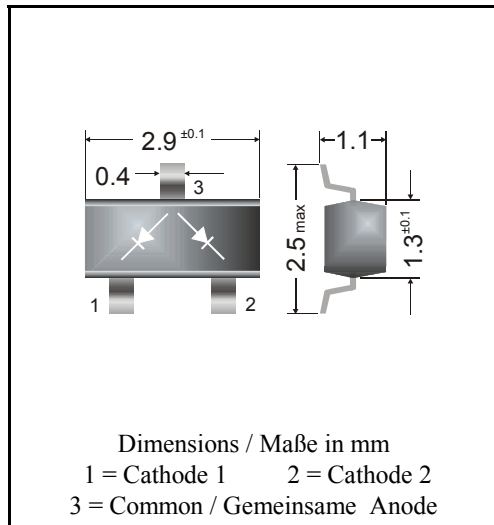 2.9 ±0.1
1.1
0.4
3
2.5 max
1.3 ±0.1
1
2
Dimensions / Maße in mm
1 = Cathode 1 2 = Cathode 2
3 = Common / Gemeinsame Anode